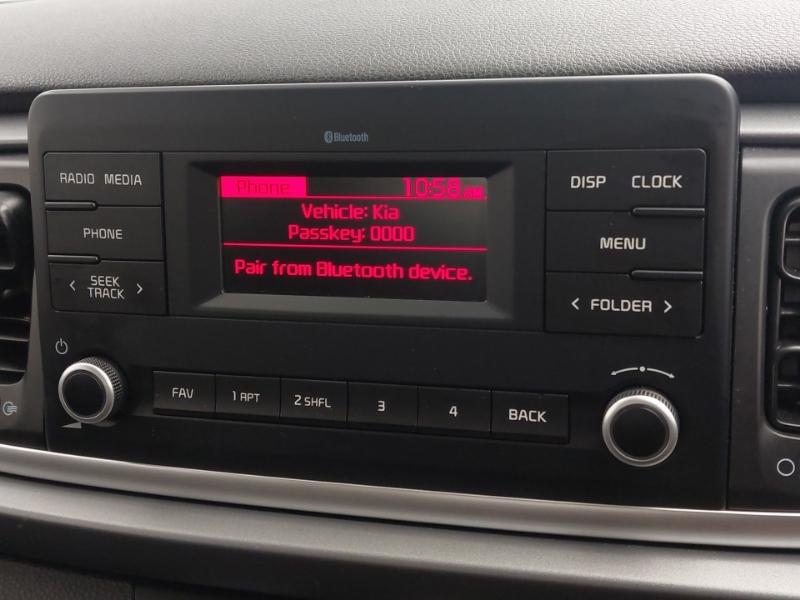 Bluetooth
RADIO MEDIA
PHONE
< SEEK TRACK >
Phone 10:58 AM
Vehicle: Kia
Passkey: 0000
Pair from Bluetooth device.
DISP CLOCK
MENU
< FOLDER >
FAV 1 RPT 2 SHFL 3 4 BACK